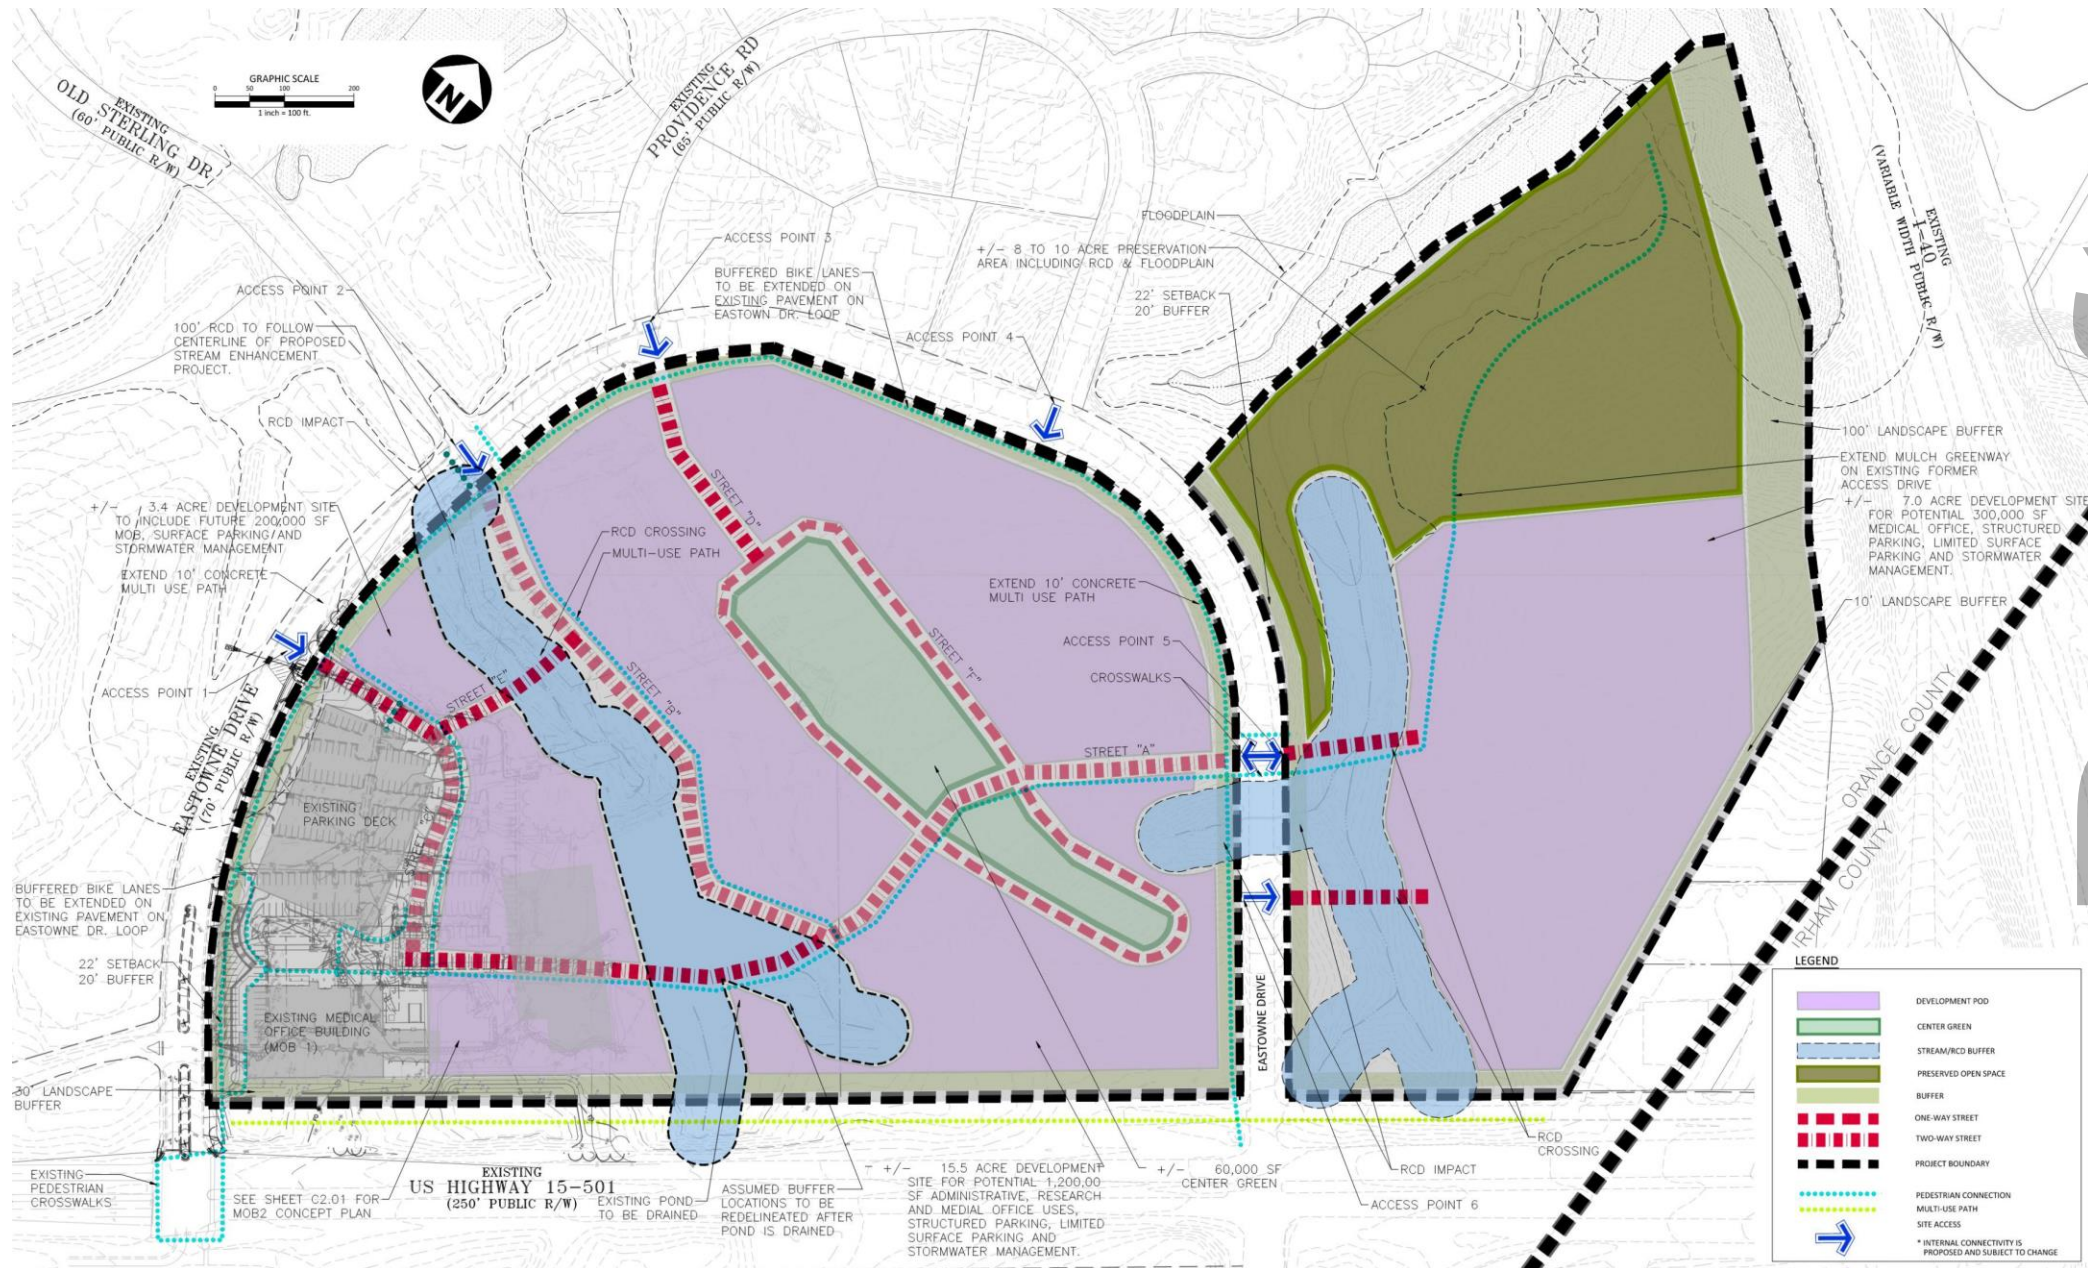 GRAPHIC SCALE
0 50 100 200
1 inch = 100 ft.
N
EXISTING
OLD STERLING DR
(60' PUBLIC R/W)
EXISTING
PROVIDENCE RD
(65' PUBLIC R/W)
EXISTING
I-40
(VARIABLE WIDTH PUBLIC R/W)
ACCESS POINT 3
ACCESS POINT 2
BUFFERED BIKE LANES
TO BE EXTENDED ON
EXISTING PAVEMENT ON
EASTOWN DR. LOOP
FLOODPLAIN
+/- 8 TO 10 ACRE PRESERVATION
AREA INCLUDING RCD & FLOODPLAIN
22' SETBACK
20' BUFFER
ACCESS POINT 4
100' RCD TO FOLLOW
CENTERLINE OF PROPOSED
STREAM ENHANCEMENT
PROJECT.
RCD IMPACT
+/- 3.4 ACRE DEVELOPMENT SITE
TO INCLUDE FUTURE 200,000 SF
MOB, SURFACE PARKING AND
STORMWATER MANAGEMENT
EXTEND 10' CONCRETE
MULTI USE PATH
ACCESS POINT 1
RCD CROSSING
MULTI-USE PATH
STREET "D"
STREET "E"
STREET "B"
STREET "F"
STREET "A"
STREET "C"
EXTEND 10' CONCRETE
MULTI USE PATH
ACCESS POINT 5
CROSSWALKS
100' LANDSCAPE BUFFER
EXTEND MULCH GREENWAY
ON EXISTING FORMER
ACCESS DRIVE
+/- 7.0 ACRE DEVELOPMENT SITE
FOR POTENTIAL 300,000 SF
MEDICAL OFFICE, STRUCTURED
PARKING, LIMITED SURFACE
PARKING AND STORMWATER
MANAGEMENT.
10' LANDSCAPE BUFFER
ORANGE COUNTY
COUNTY
EXISTING
EASTOWNE DRIVE
(70' PUBLIC R/W)
EXISTING
PARKING DECK
BUFFERED BIKE LANES
TO BE EXTENDED ON
EXISTING PAVEMENT ON
EASTOWNE DR. LOOP
22' SETBACK
20' BUFFER
EXISTING MEDICAL
OFFICE BUILDING
(MOB 1)
30' LANDSCAPE
BUFFER
EASTOWNE DRIVE
EXISTING
PEDESTRIAN
CROSSWALKS
SEE SHEET C2.01 FOR
MOB2 CONCEPT PLAN
EXISTING
US HIGHWAY 15-501
(250' PUBLIC R/W)
EXISTING POND
TO BE DRAINED
ASSUMED BUFFER
LOCATIONS TO BE
REDELINEATED AFTER
POND IS DRAINED
+/- 15.5 ACRE DEVELOPMENT
SITE FOR POTENTIAL 1,200,00
SF ADMINISTRATIVE, RESEARCH
AND MEDIAL OFFICE USES,
STRUCTURED PARKING, LIMITED
SURFACE PARKING AND
STORMWATER MANAGEMENT.
+/- 60,000 SF
CENTER GREEN
RCD IMPACT
ACCESS POINT 6
RCD
CROSSING
LEGEND
DEVELOPMENT POD
CENTER GREEN
STREAM/RCD BUFFER
PRESERVED OPEN SPACE
BUFFER
ONE-WAY STREET
TWO-WAY STREET
PROJECT BOUNDARY
PEDESTRIAN CONNECTION
MULTI-USE PATH
SITE ACCESS
* INTERNAL CONNECTIVITY IS
PROPOSED AND SUBJECT TO CHANGE